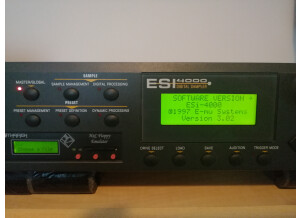 SAMPLE
MASTER/GLOBAL
SAMPLE MANAGEMENT
DIGITAL PROCESSING
PRESET
PRESET MANAGEMENT
PRESET DEFINITION
DYNAMIC PROCESSING
ESI 4000
DIGITAL SAMPLER
SOFTWARE VERSION
ESi-4000
©1997 E-mu Systems
Version 3.02
DRIVE SELECT
LOAD
SAVE
AUDITION
TRIGGER MODE
Emulator